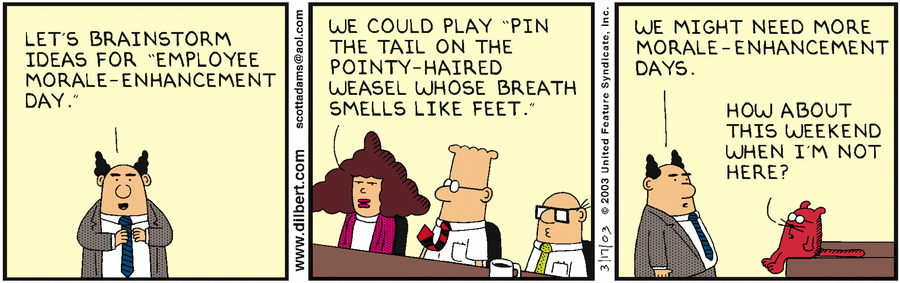 LET'S BRAINSTORM
IDEAS FOR "EMPLOYEE
MORALE-ENHANCEMENT
DAY."
www.dilbert.com scottadams@aol.com
WE COULD PLAY "PIN
THE TAIL ON THE
POINTY-HAIRED
WEASEL WHOSE BREATH
SMELLS LIKE FEET."
3/17/03 © 2003 United Feature Syndicate, Inc.
WE MIGHT NEED MORE
MORALE-ENHANCEMENT
DAYS.
HOW ABOUT
THIS WEEKEND
WHEN I'M NOT
HERE?